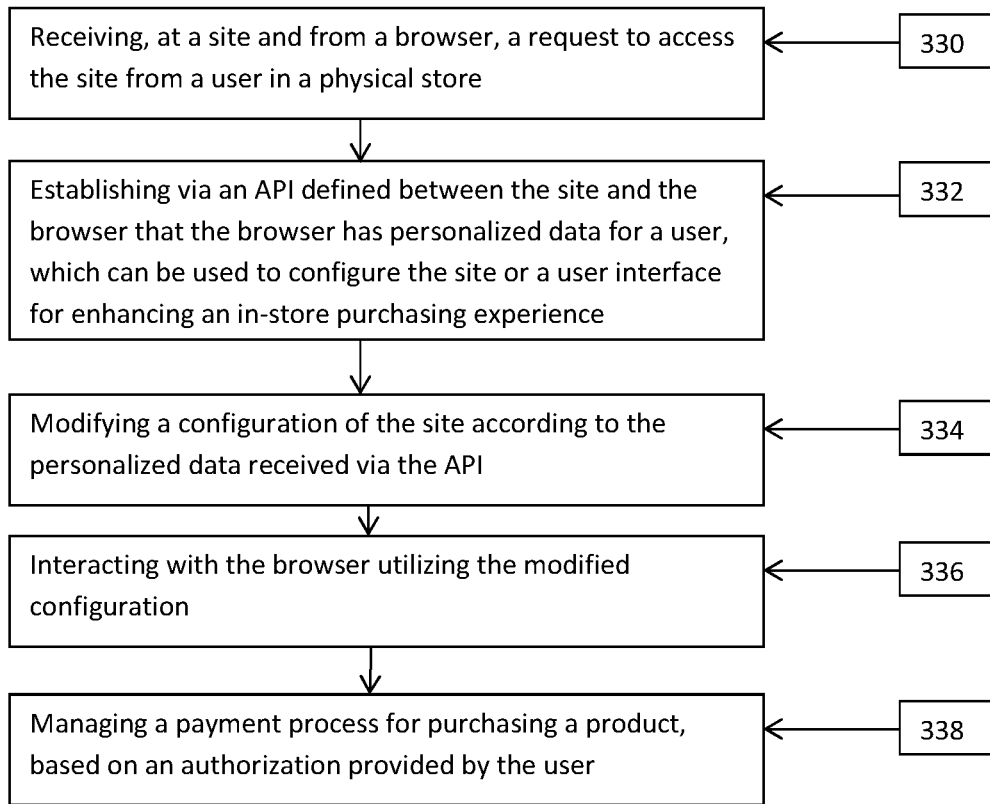 Receiving, at a site and from a browser, a request to access
the site from a user in a physical store
330
Establishing via an API defined between the site and the
browser that the browser has personalized data for a user,
which can be used to configure the site or a user interface
for enhancing an in-store purchasing experience
332
Modifying a configuration of the site according to the
personalized data received via the API
334
Interacting with the browser utilizing the modified
configuration
336
Managing a payment process for purchasing a product,
based on an authorization provided by the user
338